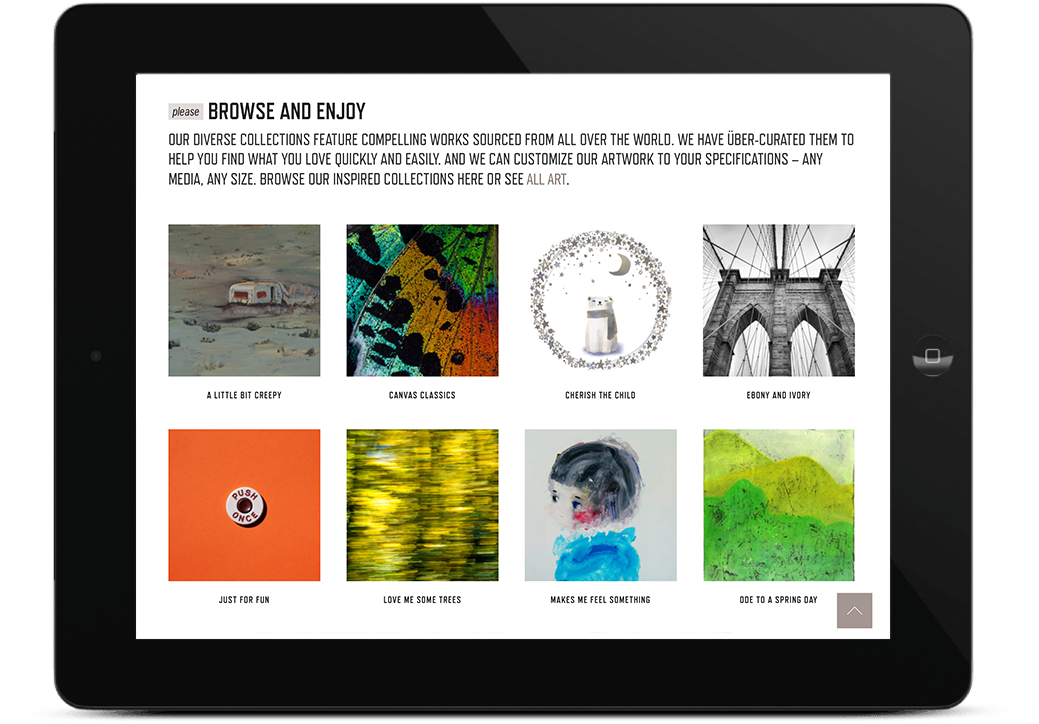 please BROWSE AND ENJOY
OUR DIVERSE COLLECTIONS FEATURE COMPELLING WORKS SOURCED FROM ALL OVER THE WORLD. WE HAVE ÜBER-CURATED THEM TO
HELP YOU FIND WHAT YOU LOVE QUICKLY AND EASILY. AND WE CAN CUSTOMIZE OUR ARTWORK TO YOUR SPECIFICATIONS – ANY
MEDIA, ANY SIZE. BROWSE OUR INSPIRED COLLECTIONS HERE OR SEE ALL ART.
A LITTLE BIT CREEPY
CANVAS CLASSICS
CHERISH THE CHILD
EBONY AND IVORY
PUSH
ONCE
JUST FOR FUN
LOVE ME SOME TREES
MAKES ME FEEL SOMETHING
ODE TO A SPRING DAY